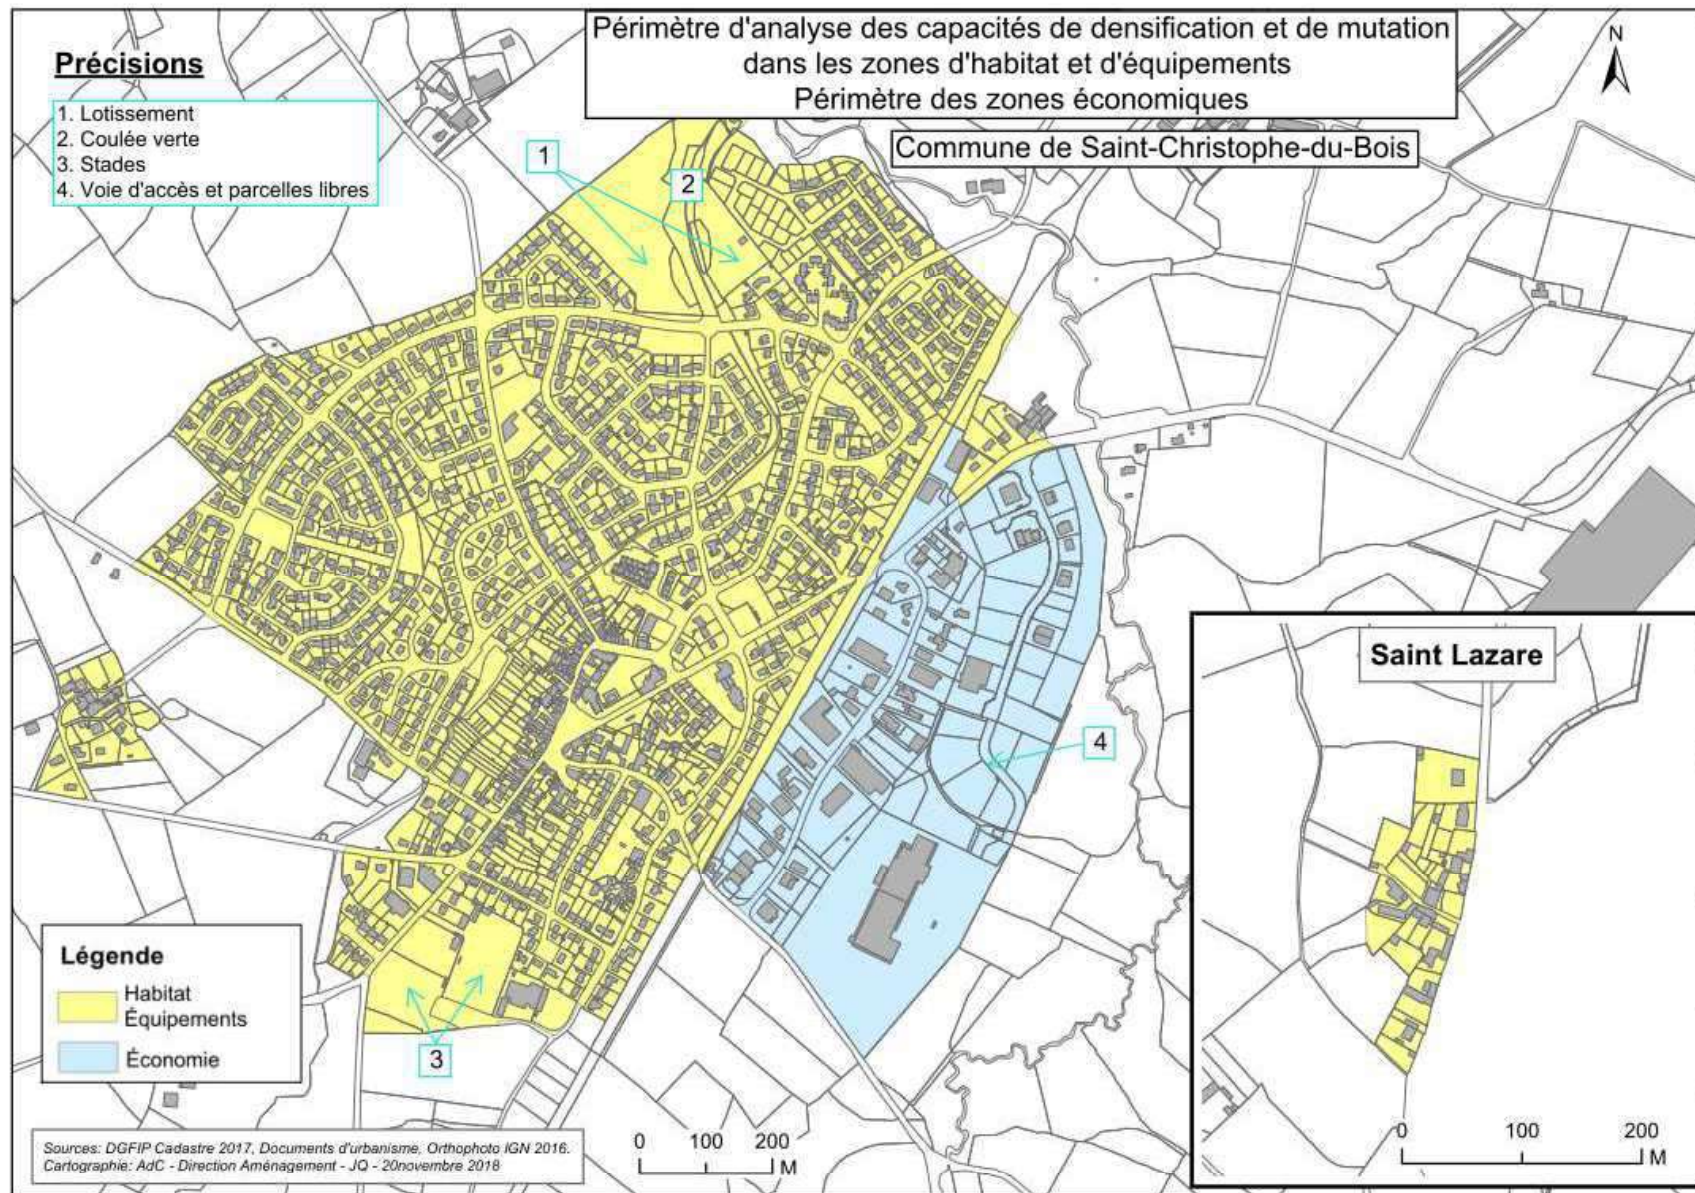 Périmètre d'analyse des capacités de densification et de mutation
dans les zones d'habitat et d'équipements
Périmètre des zones économiques
Commune de Saint-Christophe-du-Bois
N
Précisions
1. Lotissement
2. Coulée verte
3. Stades
4. Voie d'accès et parcelles libres
1
2
4
3
Saint Lazare
Légende
Habitat
Équipements
Économie
Sources: DGFIP Cadastre 2017, Documents d'urbanisme, Orthophoto IGN 2016.
Cartographie: AdC - Direction Aménagement - JQ - 20novembre 2018
0 100 200
M
0 100 200
M